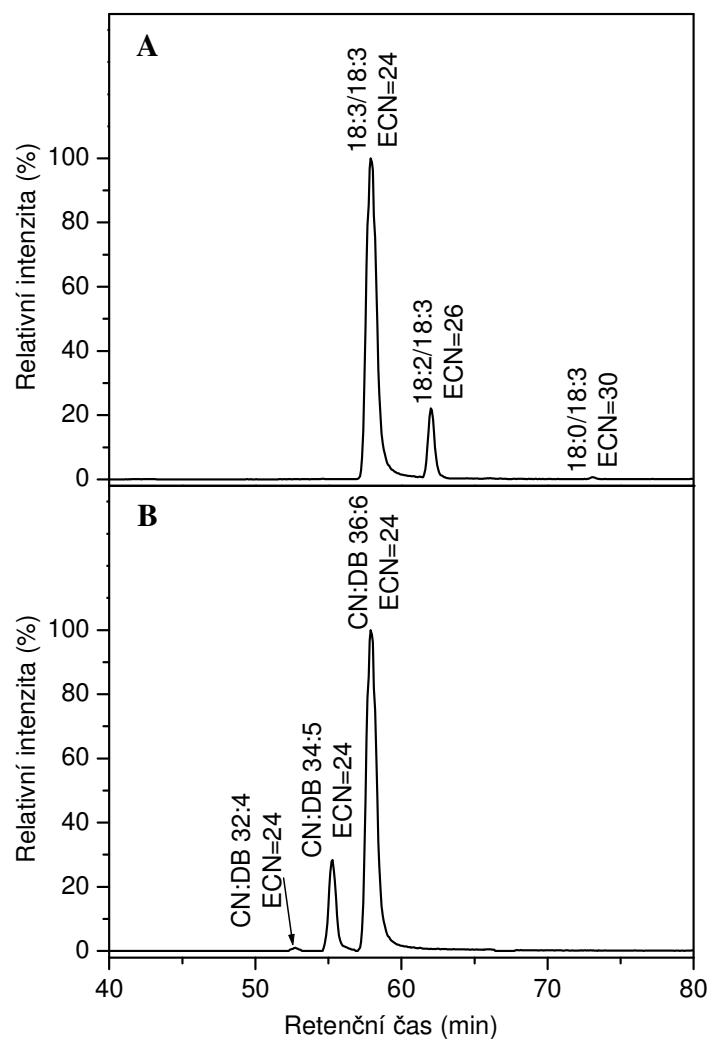 A
Relativní intenzita (%)
100
80
60
40
20
0
18:3/18:3
ECN=24
18:2/18:3
ECN=26
18:0/18:3
ECN=30
B
Relativní intenzita (%)
100
80
60
40
20
0
CN:DB 32:4
ECN=24
CN:DB 34:5
ECN=24
CN:DB 36:6
ECN=24
40 50 60 70 80
Retenční čas (min)